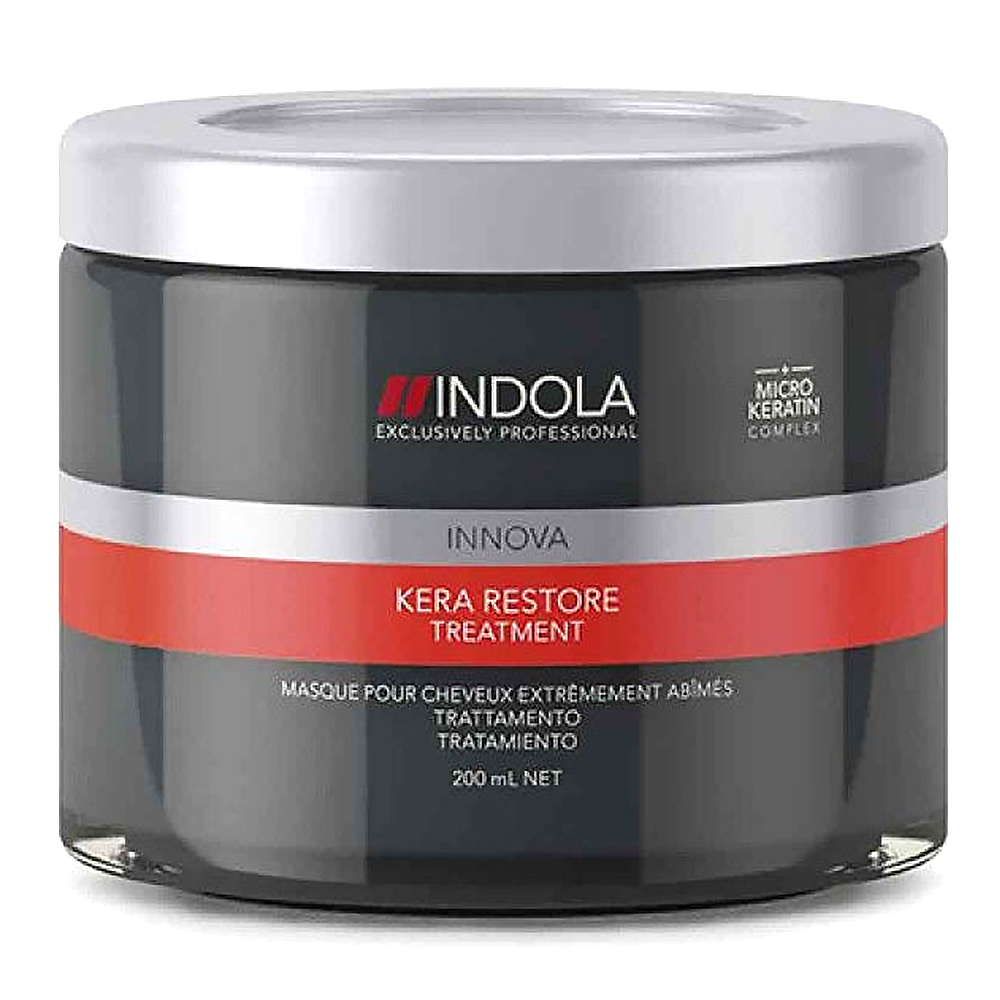 INDOLA
EXCLUSIVELY PROFESSIONAL
+
MICRO
KERATIN
COMPLEX
INNOVA
KERA RESTORE
TREATMENT
MASQUE POUR CHEVEUX EXTRÊMEMENT ABÎMÉS
TRATTAMENTO
TRATAMIENTO
200 mL NET